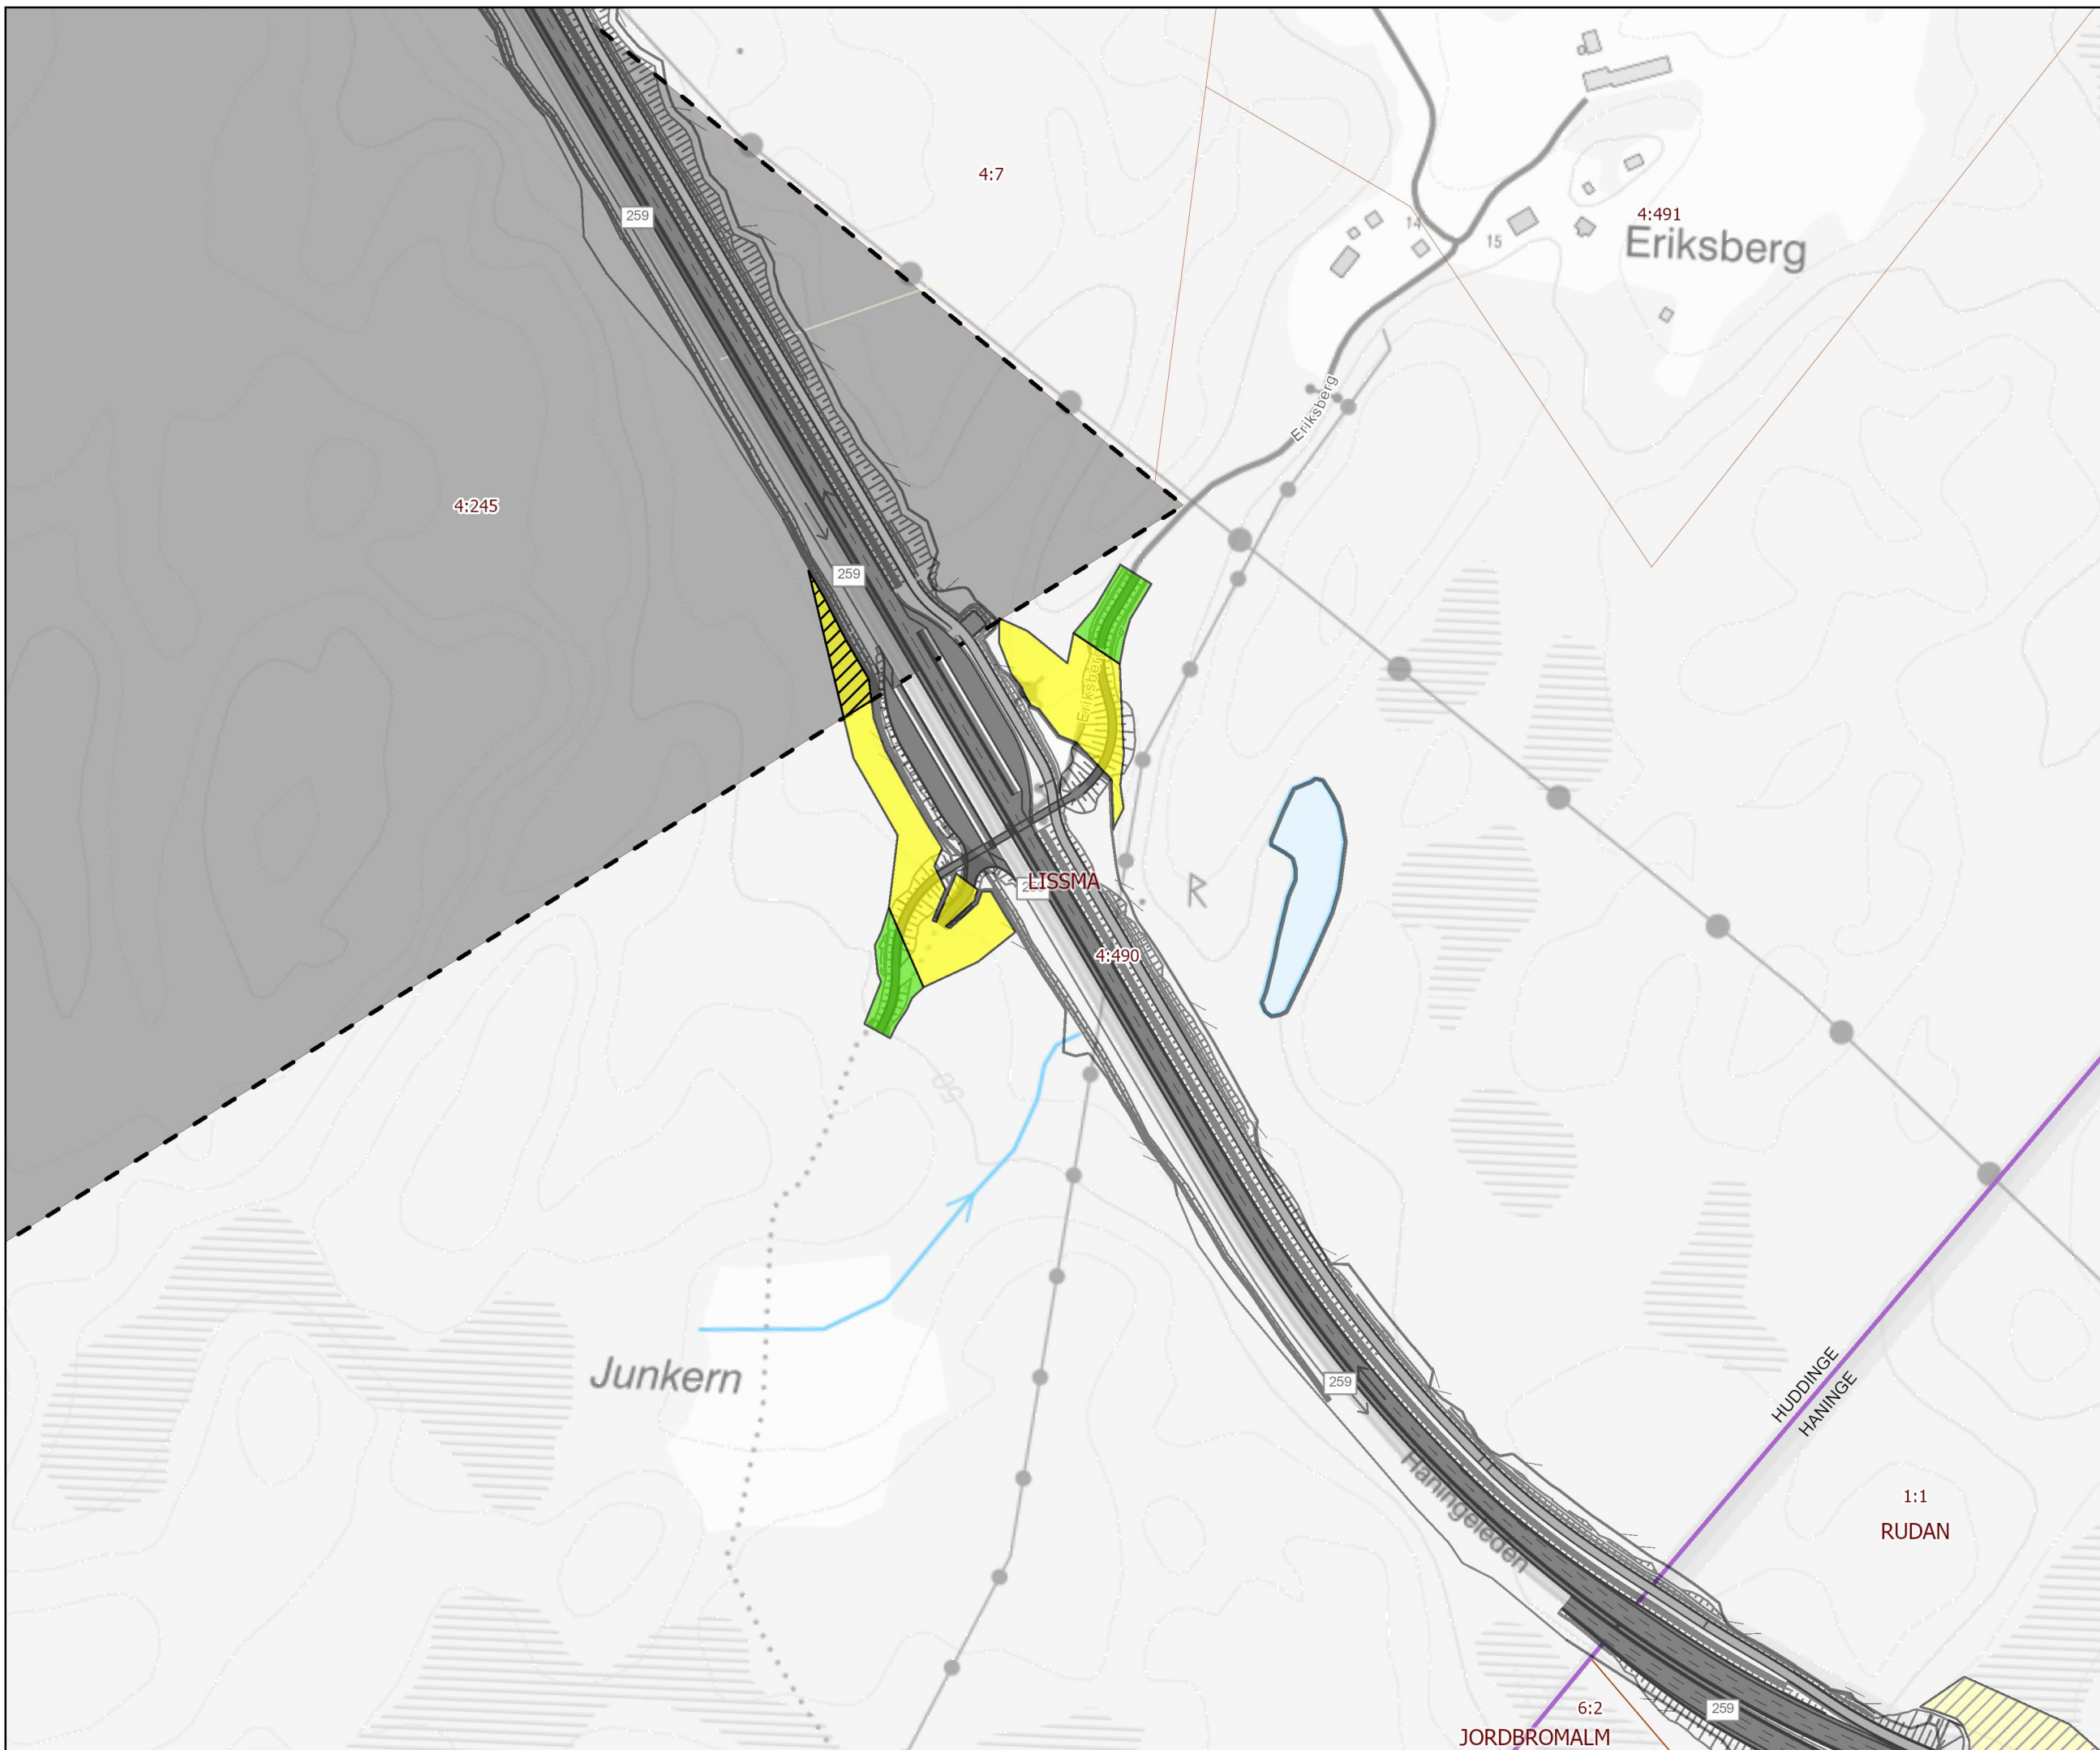 4:7
14
15
4:491
Eriksberg
259
Eriksberg
4:245
259
Eriksberg
LISSMA
R
4:490
Junkern
259
HUDDINGE
HANINGE
Haningeleden
1:1
RUDAN
6:2
JORDBROMALM
259